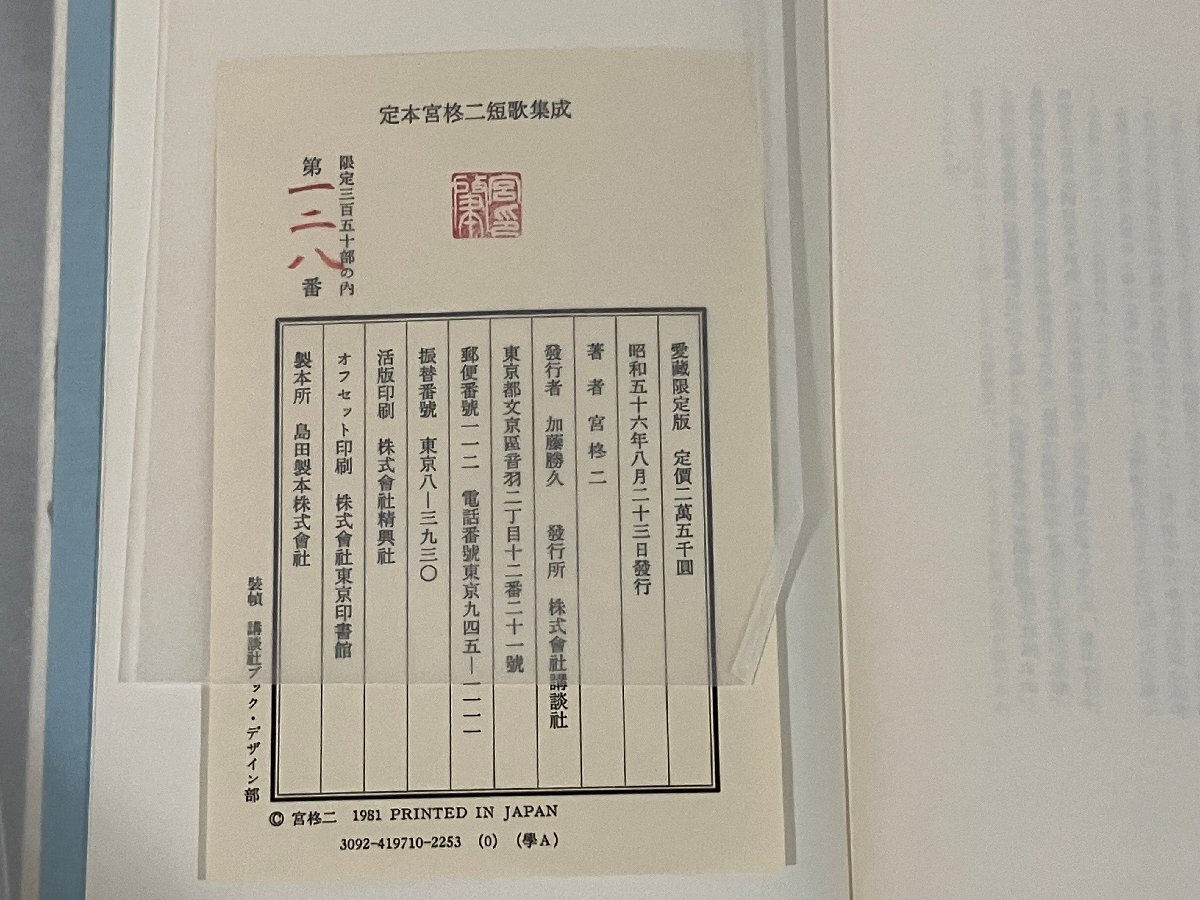 定本宮柊二短歌集成
限定三百五十部の内
第一二八番
愛藏限定版　定價二萬五千圓
昭和五十六年八月二十三日發行
著者　宮柊二
發行者　加藤勝久　發行所　株式會社講談社
東京都文京區音羽二丁目十二番二十一號
郵便番號一一二　電話番號東京九四五―一一一一
振替番號　東京八―三九三〇
活版印刷　株式會社精興社
オフセット印刷　株式會社東京印書館
製本所　島田製本株式會社
裝幀　講談社ブック・デザイン部
© 宮柊二　1981 PRINTED IN JAPAN
3092-419710-2253 (0) (學A)